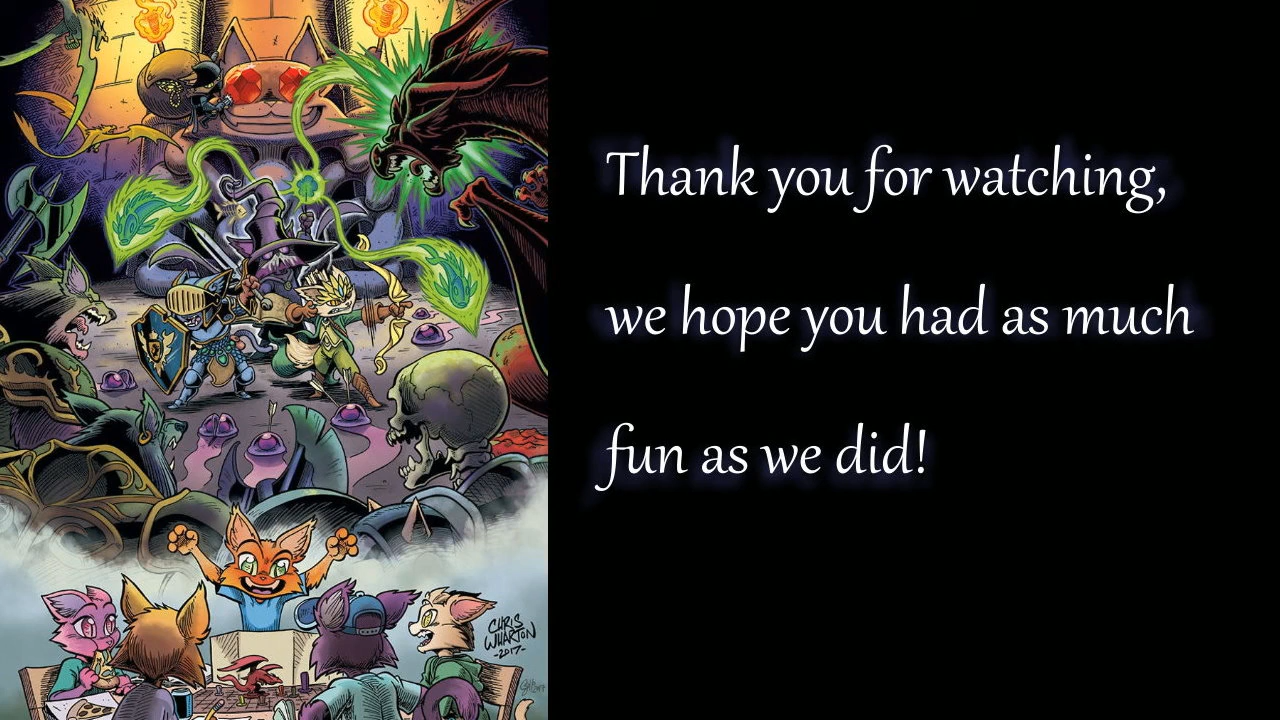 Thank you for watching,
we hope you had as much
fun as we did!
CHRIS
WHARTON
-2017-